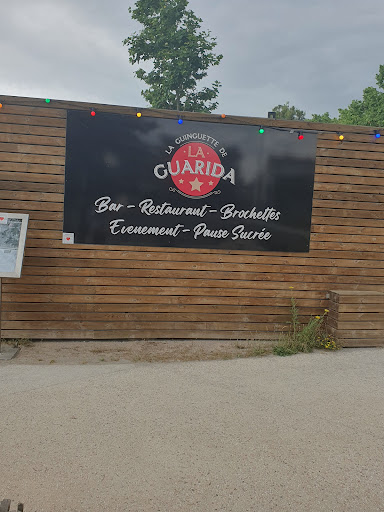 LA GUINGUETTE DE
LA
GUARIDA
Bar - Restaurant - Brochettes
Evenement - Pause Sucrée